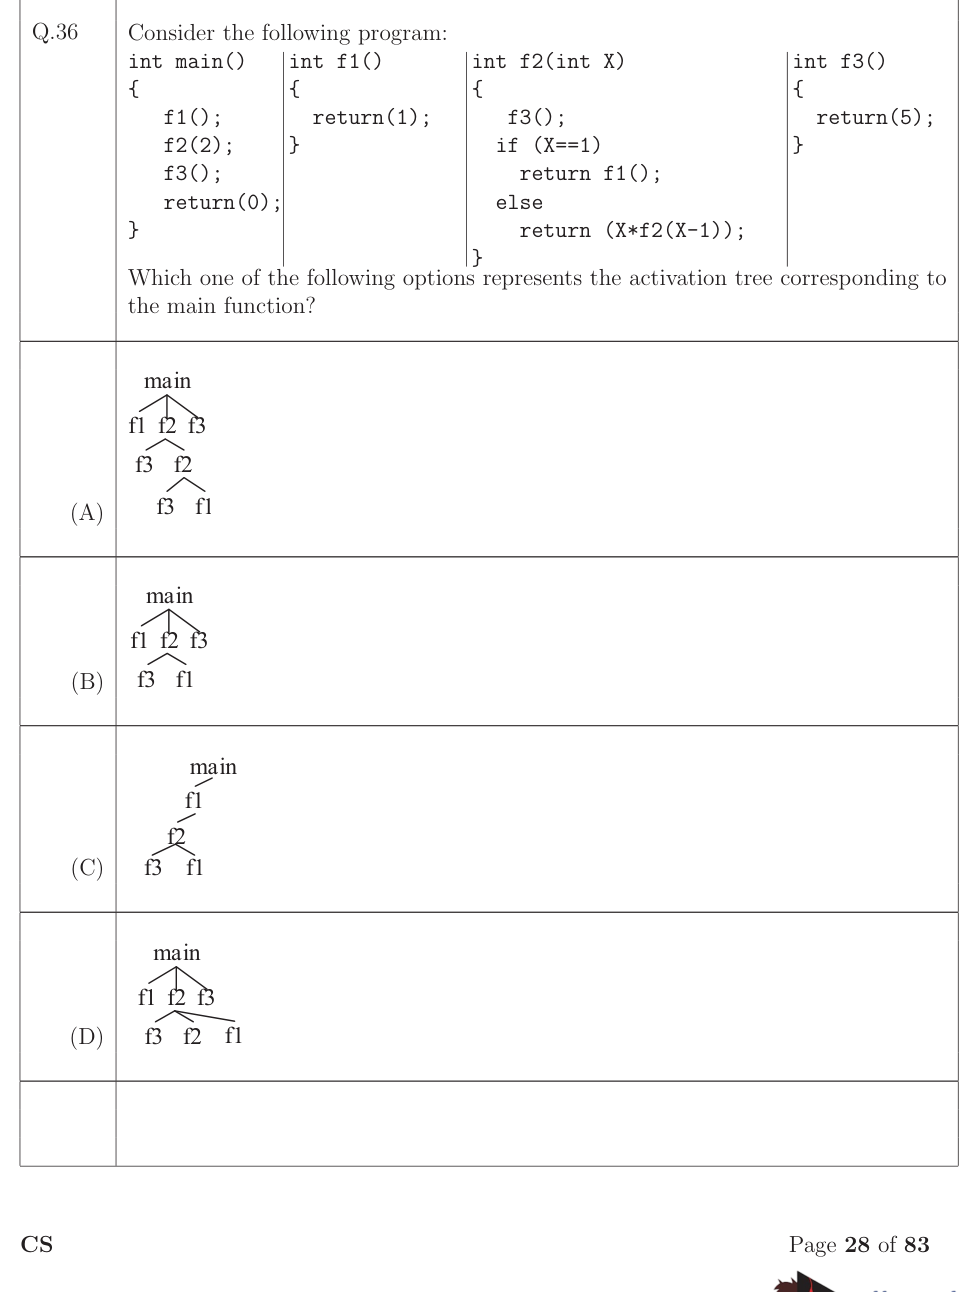 Q.36
Consider the following program:
int main()
{
f1();
f2(2);
f3();
return(0);
}
int f1()
{
return(1);
}
int f2(int X)
{
f3();
if (X==1)
return f1();
else
return (X*f2(X-1));
}
int f3()
{
return(5);
}
Which one of the following options represents the activation tree corresponding to
the main function?
(A)
main
f1 f2 f3
f3 f2
f3 f1
(B)
main
f1 f2 f3
f3 f1
(C)
main
f1
f2
f3 f1
(D)
main
f1 f2 f3
f3 f2 f1
CS
Page 28 of 83